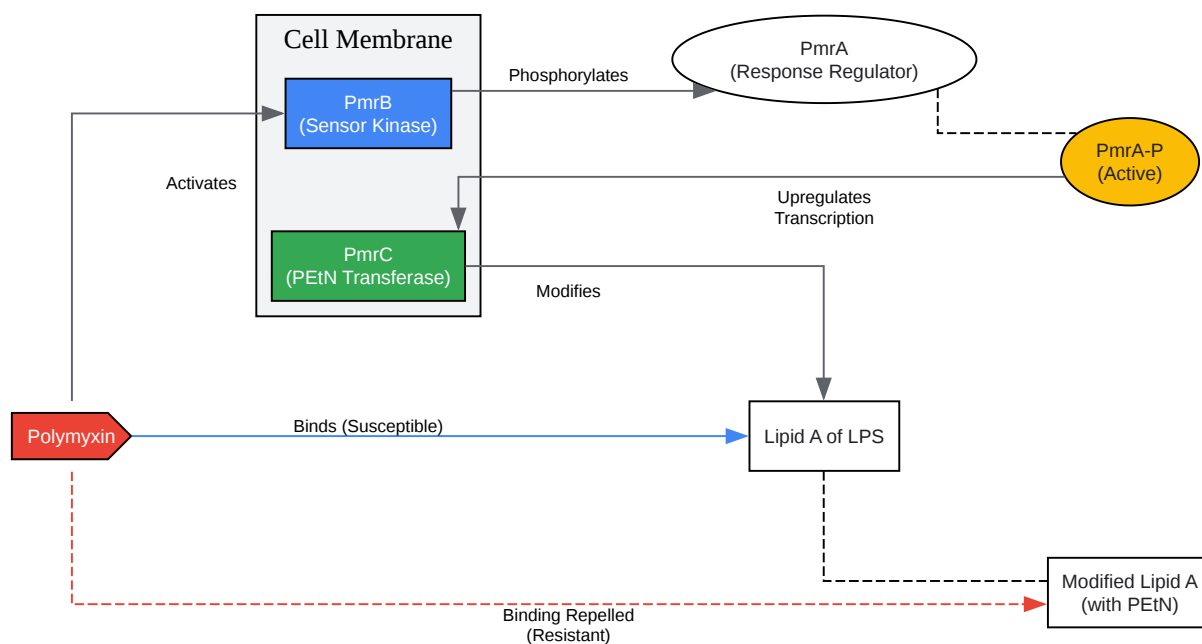 Cell Membrane
PmrA
(Response Regulator)
Phosphorylates
PmrB
(Sensor Kinase)
PmrA-P
(Active)
Activates
Upregulates
Transcription
PmrC
(PEtN Transferase)
Modifies
Polymyxin
Binds (Susceptible)
Lipid A of LPS
Modified Lipid A
(with PEtN)
Binding Repelled
(Resistant)